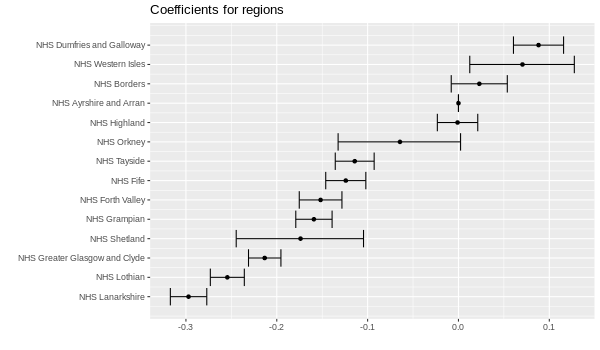 Coefficients for regions
NHS Dumfries and Galloway
NHS Western Isles
NHS Borders
NHS Ayrshire and Arran
NHS Highland
NHS Orkney
NHS Tayside
NHS Fife
NHS Forth Valley
NHS Grampian
NHS Shetland
NHS Greater Glasgow and Clyde
NHS Lothian
NHS Lanarkshire
-0.3 -0.2 -0.1 0.0 0.1